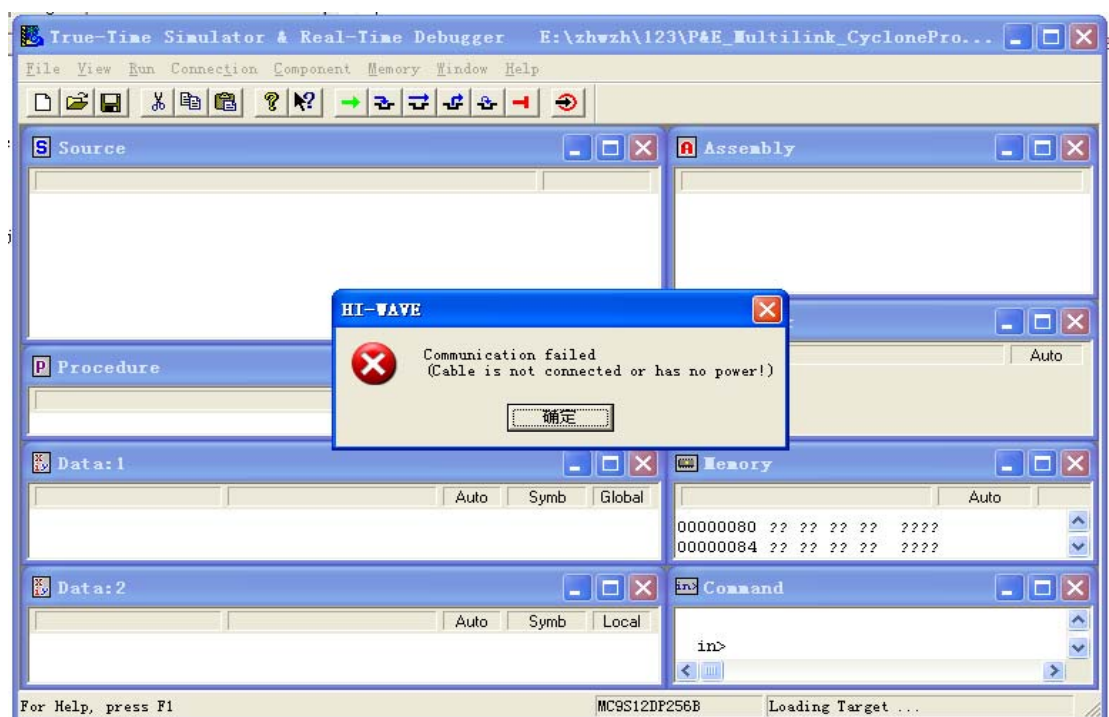 True-Time Simulator & Real-Time Debugger E:\zhwzh\123\P&E_Multilink_CyclonePro...
File View Run Connection Component Memory Window Help
S Source
A Assembly
HI-WAVE
Communication failed
(Cable is not connected or has no power!)
确定
Auto
P Procedure
Data:1
Auto Symb Global
Memory
Auto
00000080 ?? ?? ?? ?? ????
00000084 ?? ?? ?? ?? ????
Data:2
Auto Symb Local
in> Command
in>
For Help, press F1
MC9S12DP256B
Loading Target ...